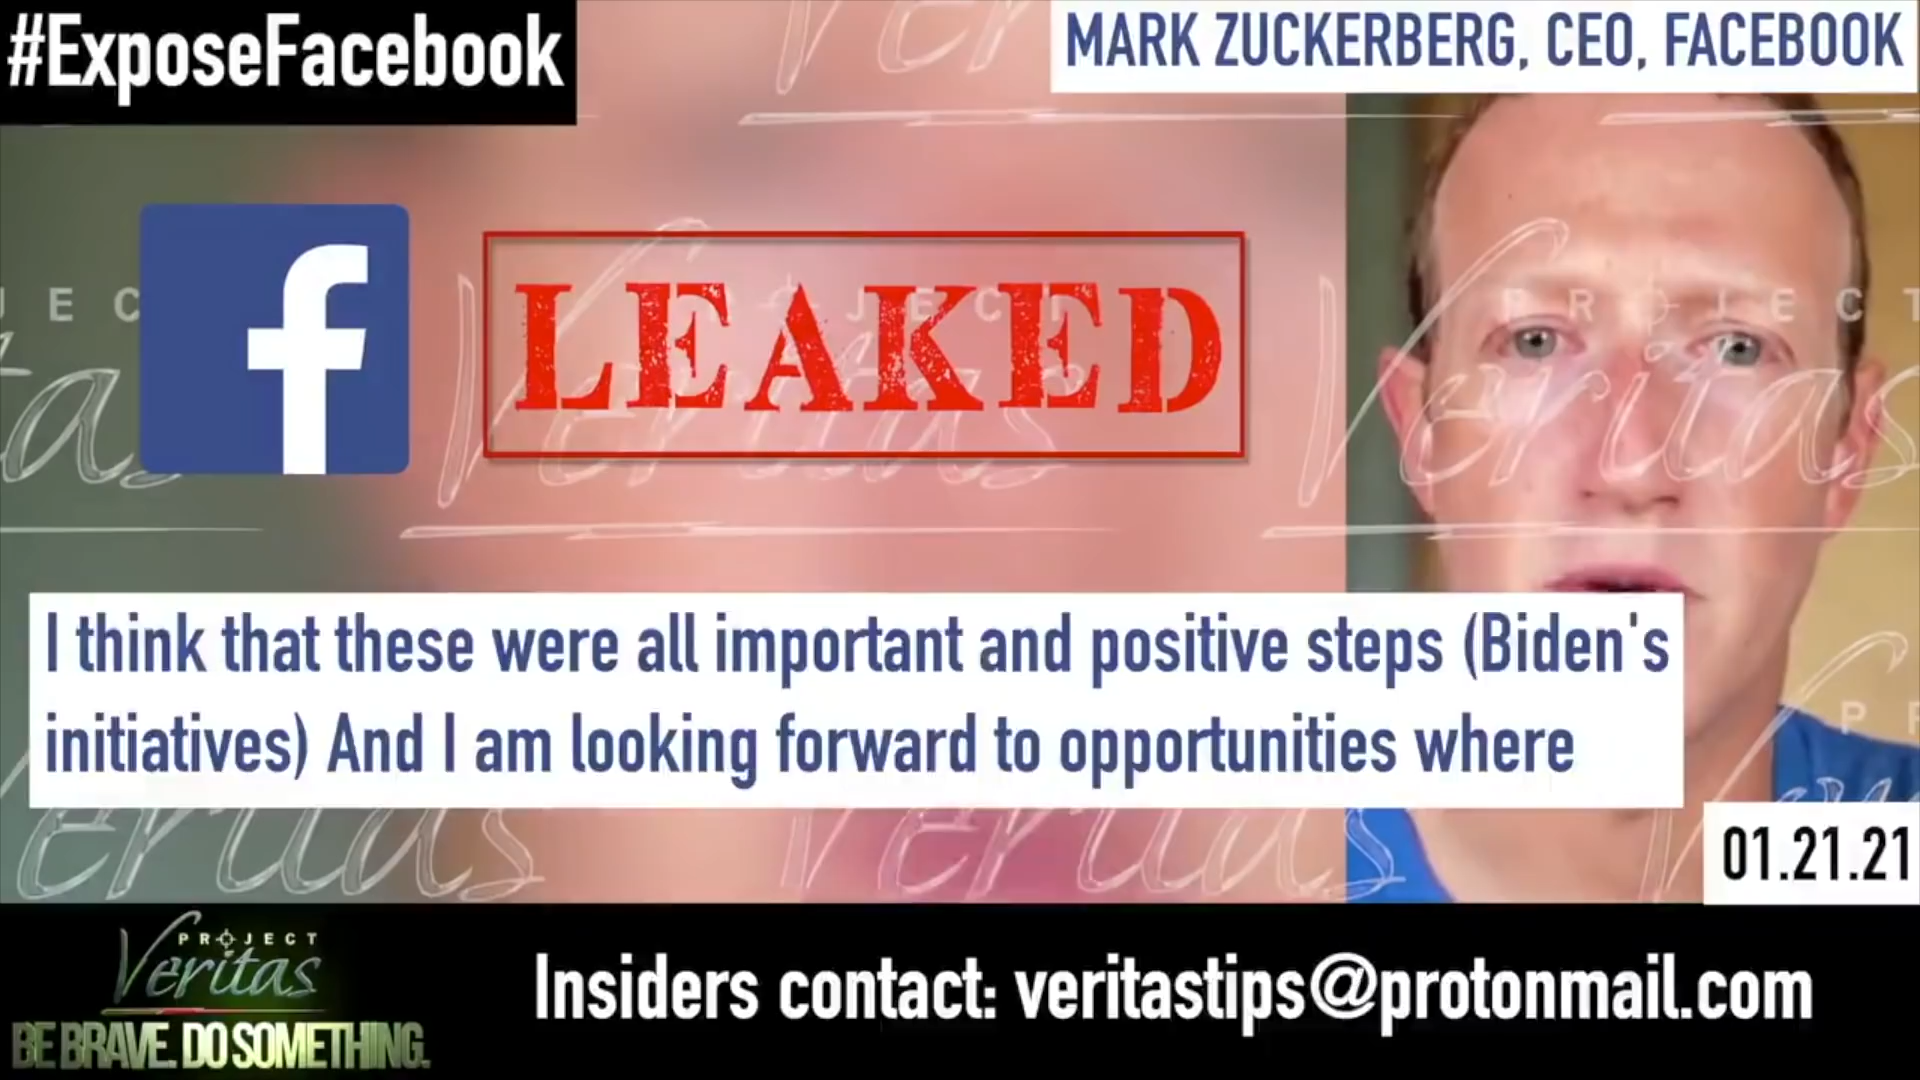 #ExposeFacebook
MARK ZUCKERBERG, CEO, FACEBOOK
LEAKED
I think that these were all important and positive steps (Biden's
initiatives) And I am looking forward to opportunities where
01.21.21
PROJECT
Veritas
BE BRAVE. DO SOMETHING.
Insiders contact: veritastips@protonmail.com